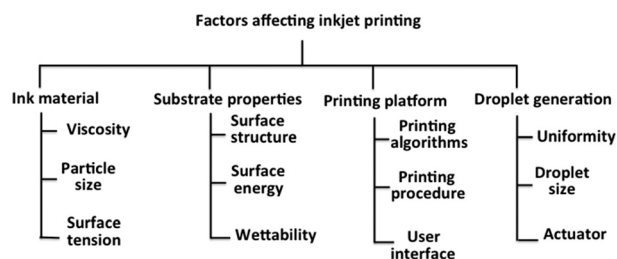 Factors affecting inkjet printing
Ink material
Viscosity
Particle
size
Surface
tension
Substrate properties
Surface
structure
Surface
energy
Wettability
Printing platform
Printing
algorithms
Printing
procedure
User
interface
Droplet generation
Uniformity
Droplet
size
Actuator